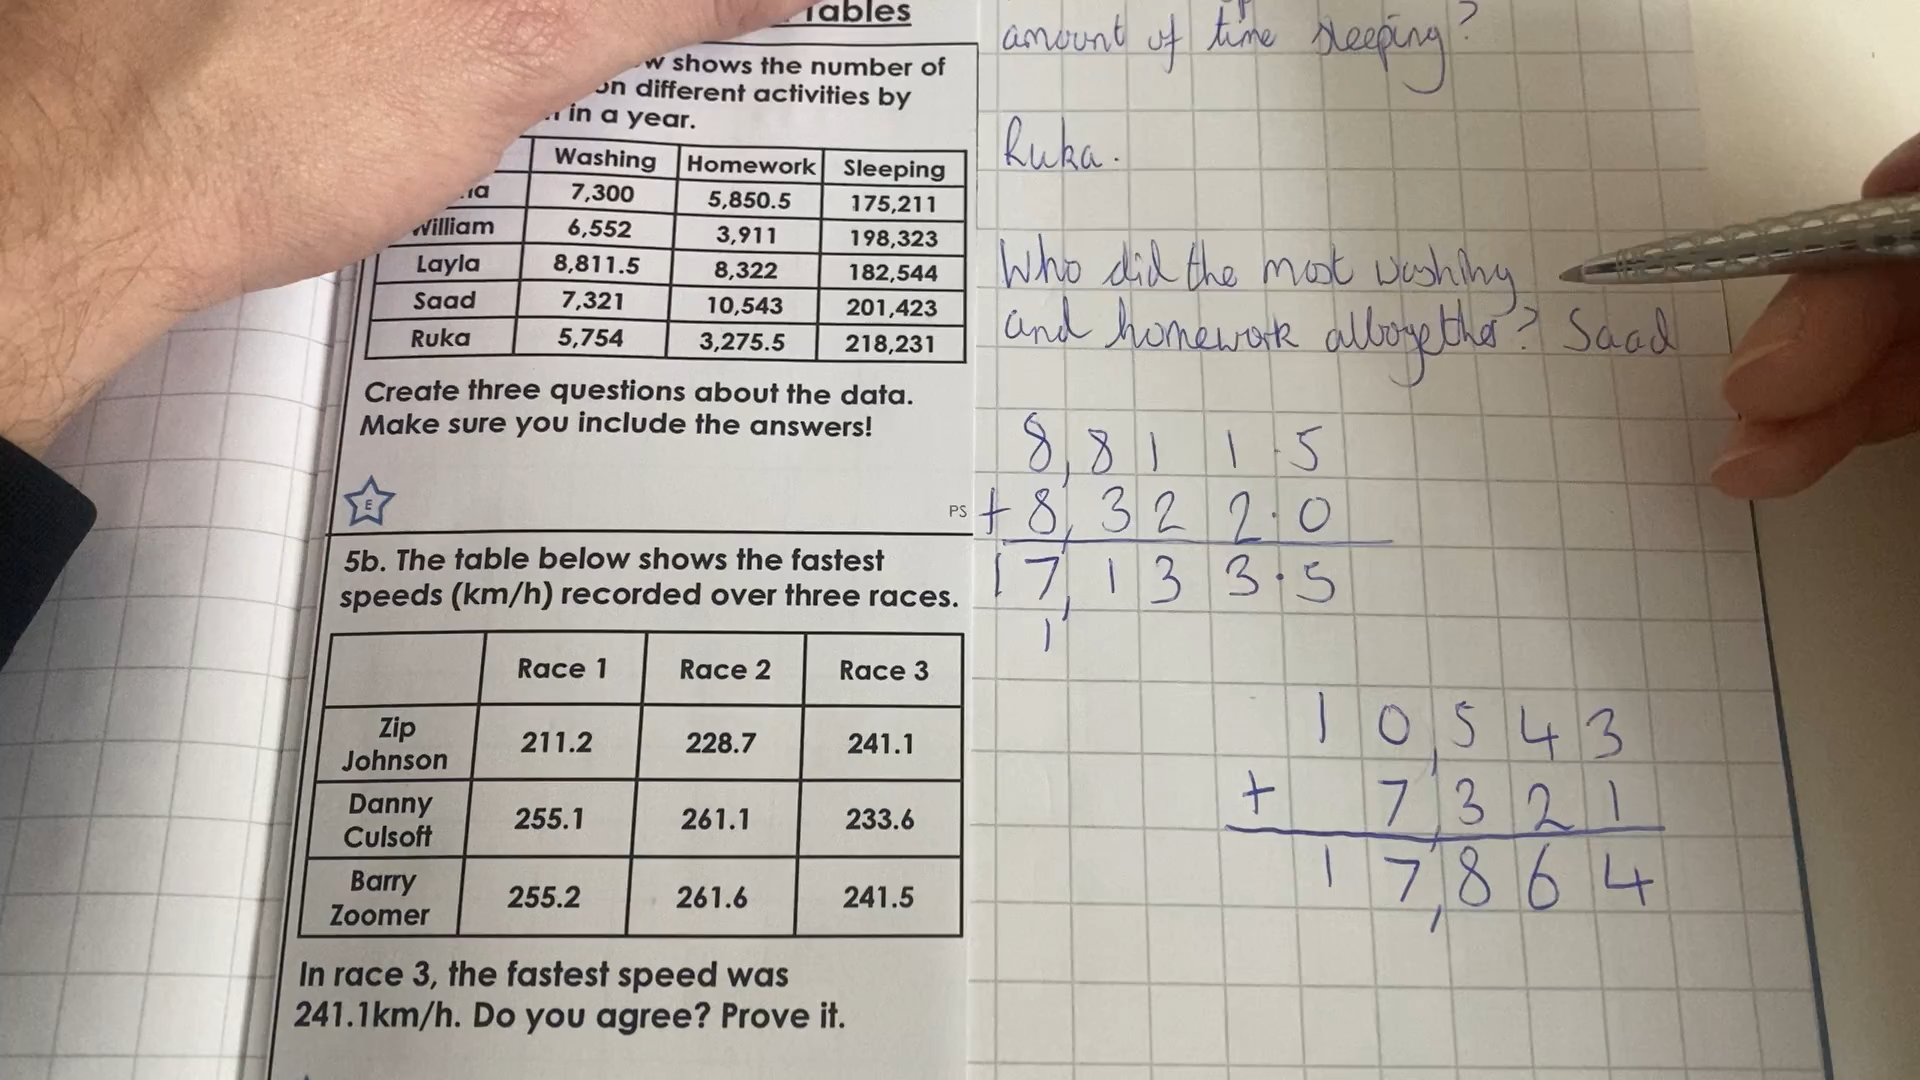 Tables
shows the number of
different activities by
in a year.
Washing Homework Sleeping
7,300 5,850.5 175,211
William 6,552 3,911 198,323
Layla 8,811.5 8,322 182,544
Saad 7,321 10,543 201,423
Ruka 5,754 3,275.5 218,231
Create three questions about the data.
Make sure you include the answers!
E
PS
5b. The table below shows the fastest
speeds (km/h) recorded over three races.
Race 1 Race 2 Race 3
Zip
Johnson
211.2 228.7 241.1
Danny
Culsoft
255.1 261.1 233.6
Barry
Zoomer
255.2 261.6 241.5
In race 3, the fastest speed was
241.1km/h. Do you agree? Prove it.
amount of time sleeping?
Ruka.
Who did the most washing
and homework altogether? Saad
8,811.5
+8,322.0
17,133.5
1
10,543
+ 7,321
17,864